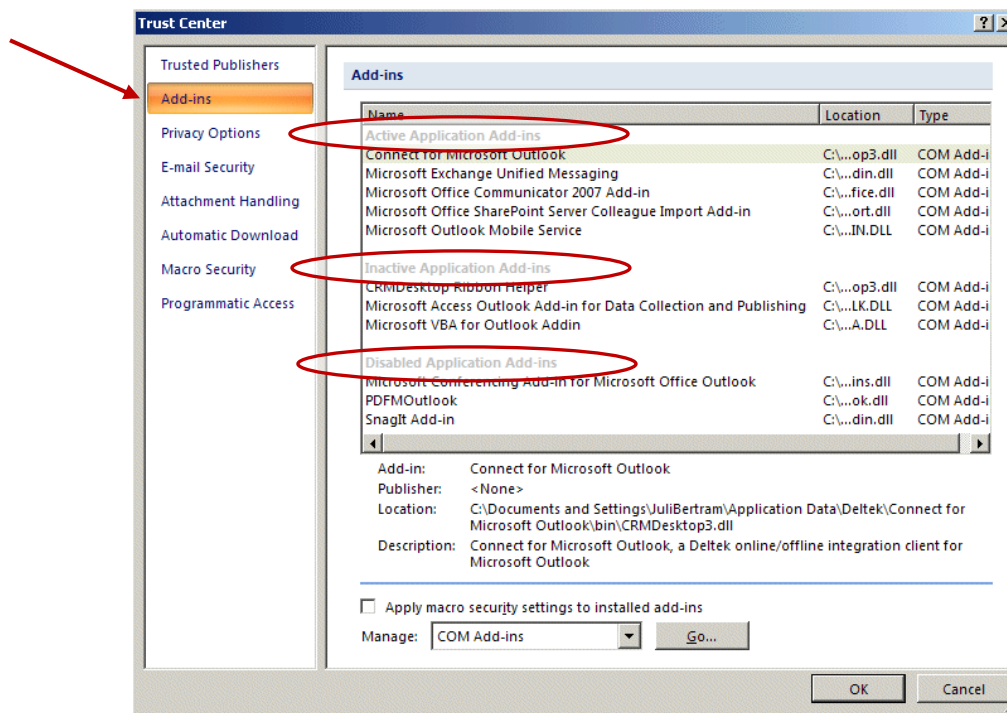 Trust Center
Trusted Publishers
Add-ins
Privacy Options
E-mail Security
Attachment Handling
Automatic Download
Macro Security
Programmatic Access
Add-ins
Name Location Type
Active Application Add-ins
Connect for Microsoft Outlook C:\...op3.dll COM Add-i
Microsoft Exchange Unified Messaging C:\...din.dll COM Add-i
Microsoft Office Communicator 2007 Add-in C:\...fice.dll COM Add-i
Microsoft Office SharePoint Server Colleague Import Add-in C:\...ort.dll COM Add-i
Microsoft Outlook Mobile Service C:\...IN.DLL COM Add-i
Inactive Application Add-ins
CRMDesktop Ribbon Helper C:\...op3.dll COM Add-i
Microsoft Access Outlook Add-in for Data Collection and Publishing C:\...LK.DLL COM Add-i
Microsoft VBA for Outlook Addin C:\...A.DLL COM Add-i
Disabled Application Add-ins
Microsoft Conferencing Add-in for Microsoft Office Outlook C:\...ins.dll COM Add-i
PDFMOutlook C:\...ok.dll COM Add-i
SnagIt Add-in C:\...din.dll COM Add-i
Add-in: Connect for Microsoft Outlook
Publisher: <None>
Location: C:\Documents and Settings\JuliBertram\Application Data\Deltek\Connect for
Microsoft Outlook\bin\CRMDesktop3.dll
Description: Connect for Microsoft Outlook, a Deltek online/offline integration client for
Microsoft Outlook
Apply macro security settings to installed add-ins
Manage: COM Add-ins Go...
OK Cancel